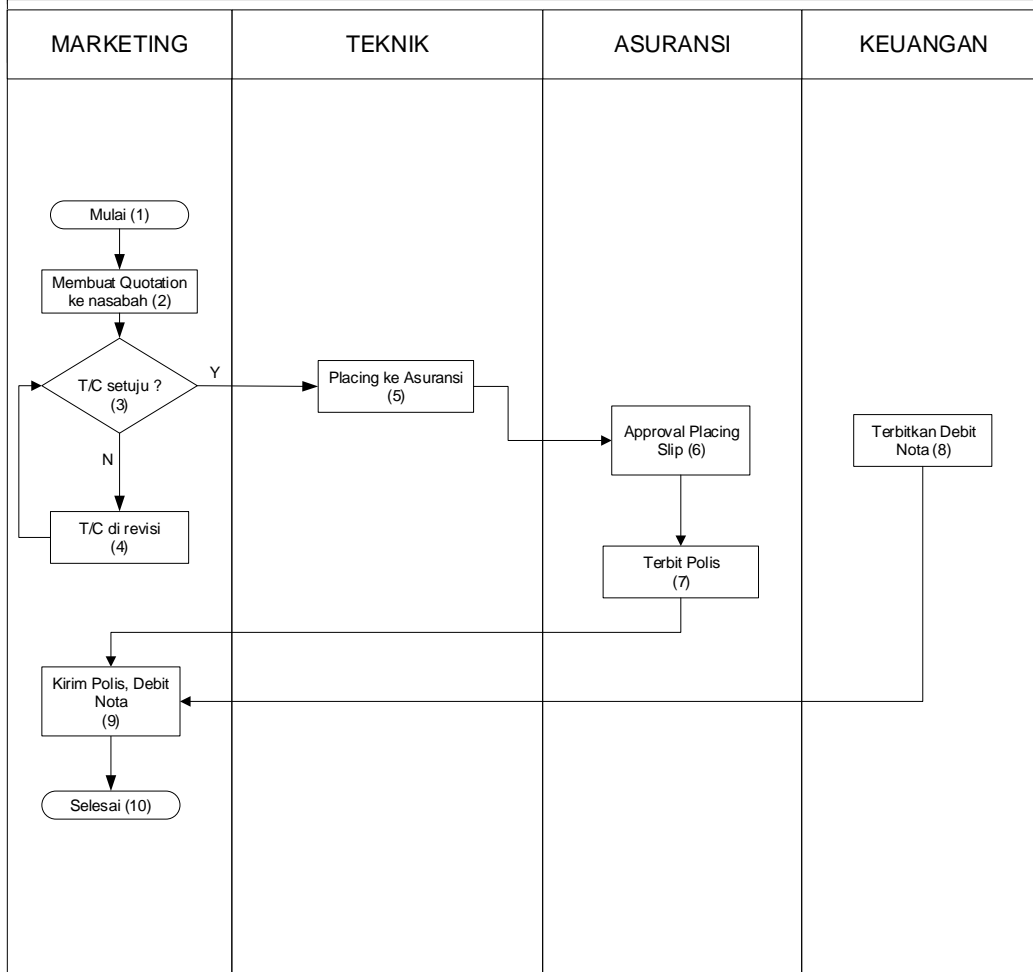 MARKETING
TEKNIK
ASURANSI
KEUANGAN
Mulai (1)
Membuat Quotation
ke nasabah (2)
T/C setuju ?
(3)
Y
N
T/C di revisi
(4)
Placing ke Asuransi
(5)
Approval Placing
Slip (6)
Terbit Polis
(7)
Terbitkan Debit
Nota (8)
Kirim Polis, Debit
Nota
(9)
Selesai (10)